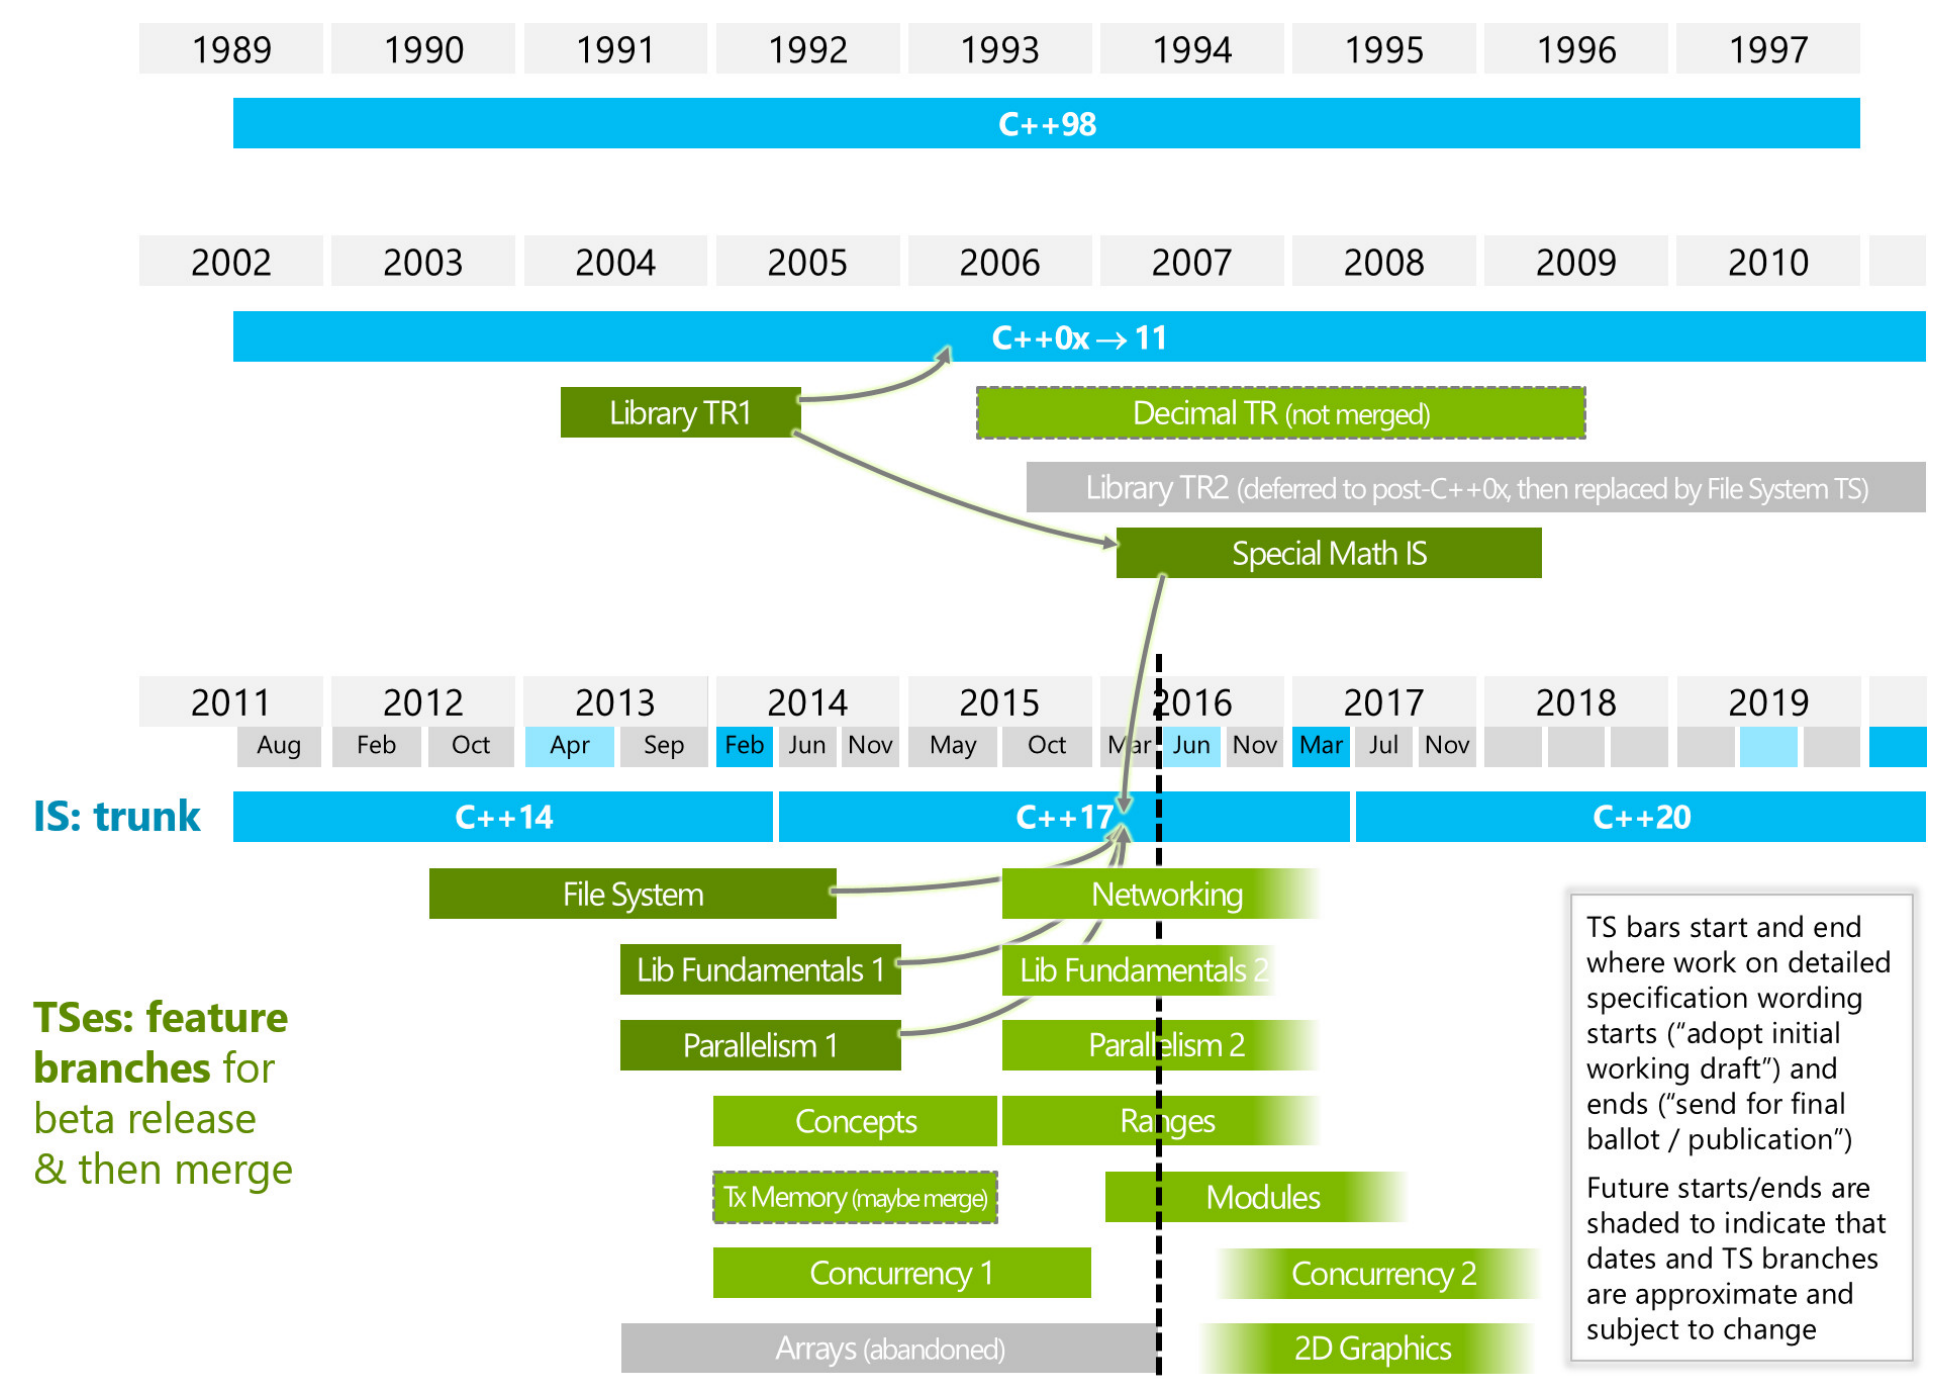 1989 1990 1991 1992 1993 1994 1995 1996 1997
C++98
2002 2003 2004 2005 2006 2007 2008 2009 2010
C++0x → 11
Library TR1
Decimal TR (not merged)
Library TR2 (deferred to post-C++0x, then replaced by File System TS)
Special Math IS
2011 2012 2013 2014 2015 2016 2017 2018 2019
Aug Feb Oct Apr Sep Feb Jun Nov May Oct Mar Jun Nov Mar Jul Nov
IS: trunk
C++14 C++17 C++20
File System Networking
Lib Fundamentals 1 Lib Fundamentals 2
Parallelism 1 Parallelism 2
Concepts Ranges
Tx Memory (maybe merge) Modules
Concurrency 1 Concurrency 2
Arrays (abandoned) 2D Graphics
TSes: feature
branches for
beta release
& then merge
TS bars start and end
where work on detailed
specification wording
starts (“adopt initial
working draft”) and
ends (“send for final
ballot / publication”)
Future starts/ends are
shaded to indicate that
dates and TS branches
are approximate and
subject to change